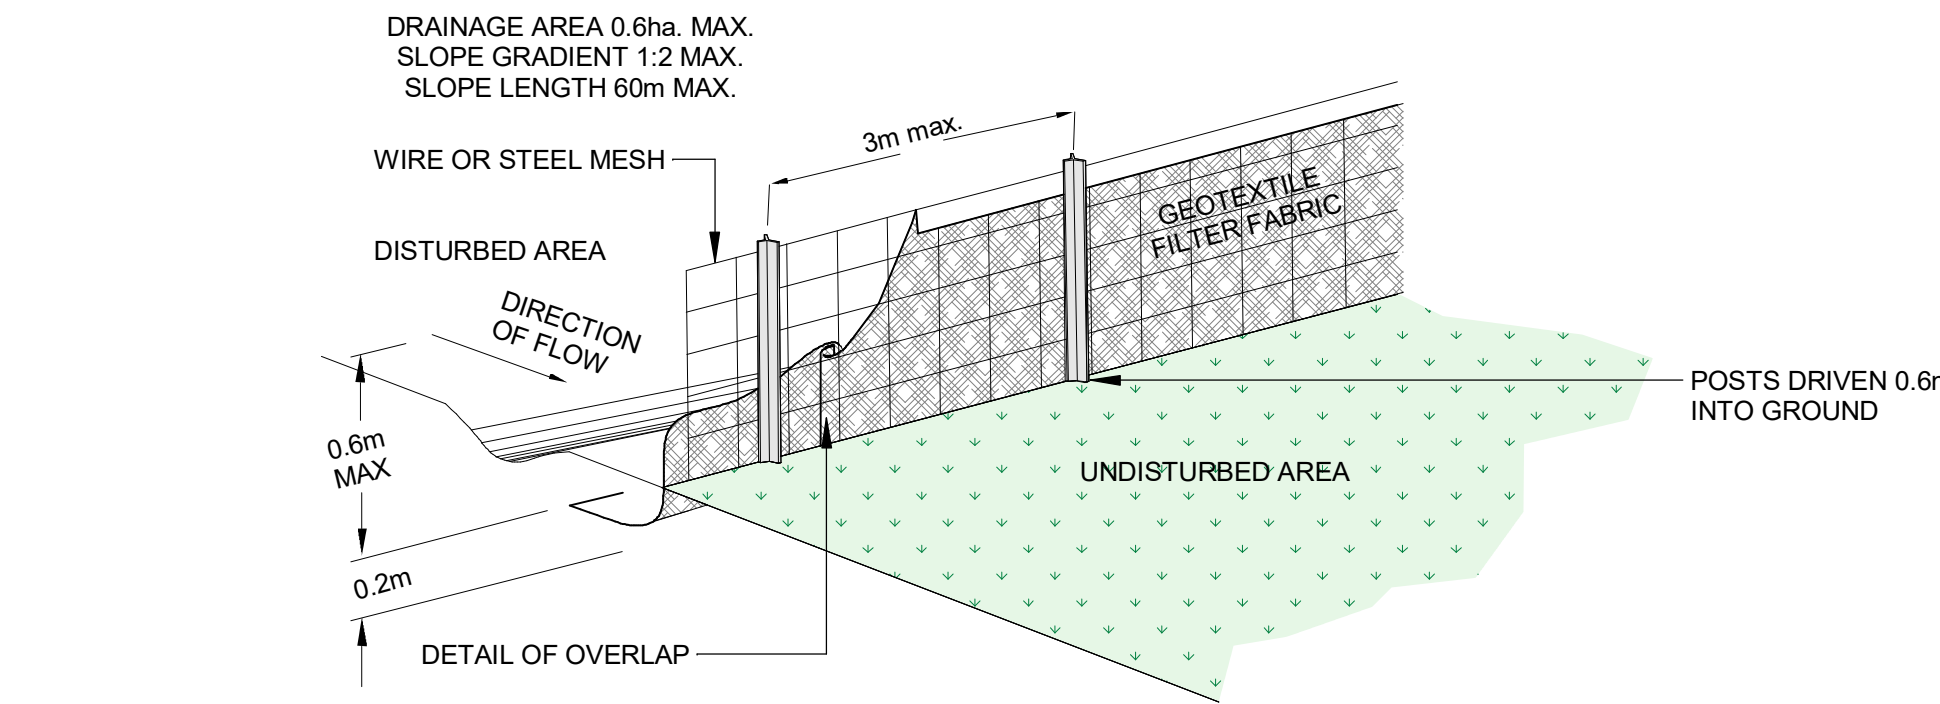 DRAINAGE AREA 0.6ha. MAX.
SLOPE GRADIENT 1:2 MAX.
SLOPE LENGTH 60m MAX.
3m max.
WIRE OR STEEL MESH
GEOTEXTILE
FILTER FABRIC
DISTURBED AREA
DIRECTION
OF FLOW
POSTS DRIVEN
INTO GROUND
0.6m
MAX
UNDISTURBED AREA
0.2m
DETAIL OF OVERLAP